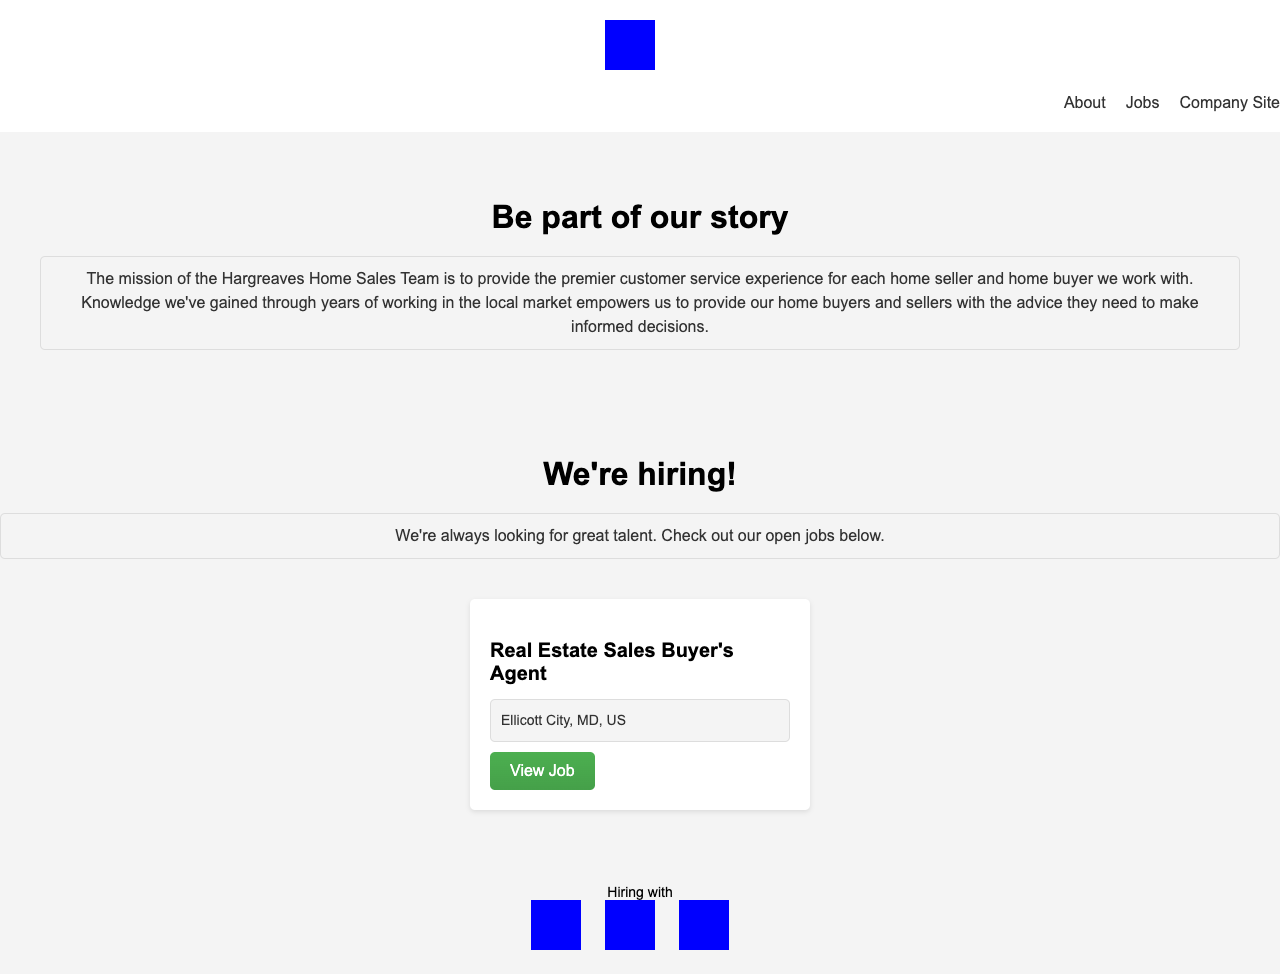 About Jobs Company Site
Be part of our story
The mission of the Hargreaves Home Sales Team is to provide the premier customer service experience for each home seller and home buyer we work with.
Knowledge we've gained through years of working in the local market empowers us to provide our home buyers and sellers with the advice they need to make
informed decisions.
We're hiring!
We're always looking for great talent. Check out our open jobs below.
Real Estate Sales Buyer's
Agent
Ellicott City, MD, US
View Job
Hiring with